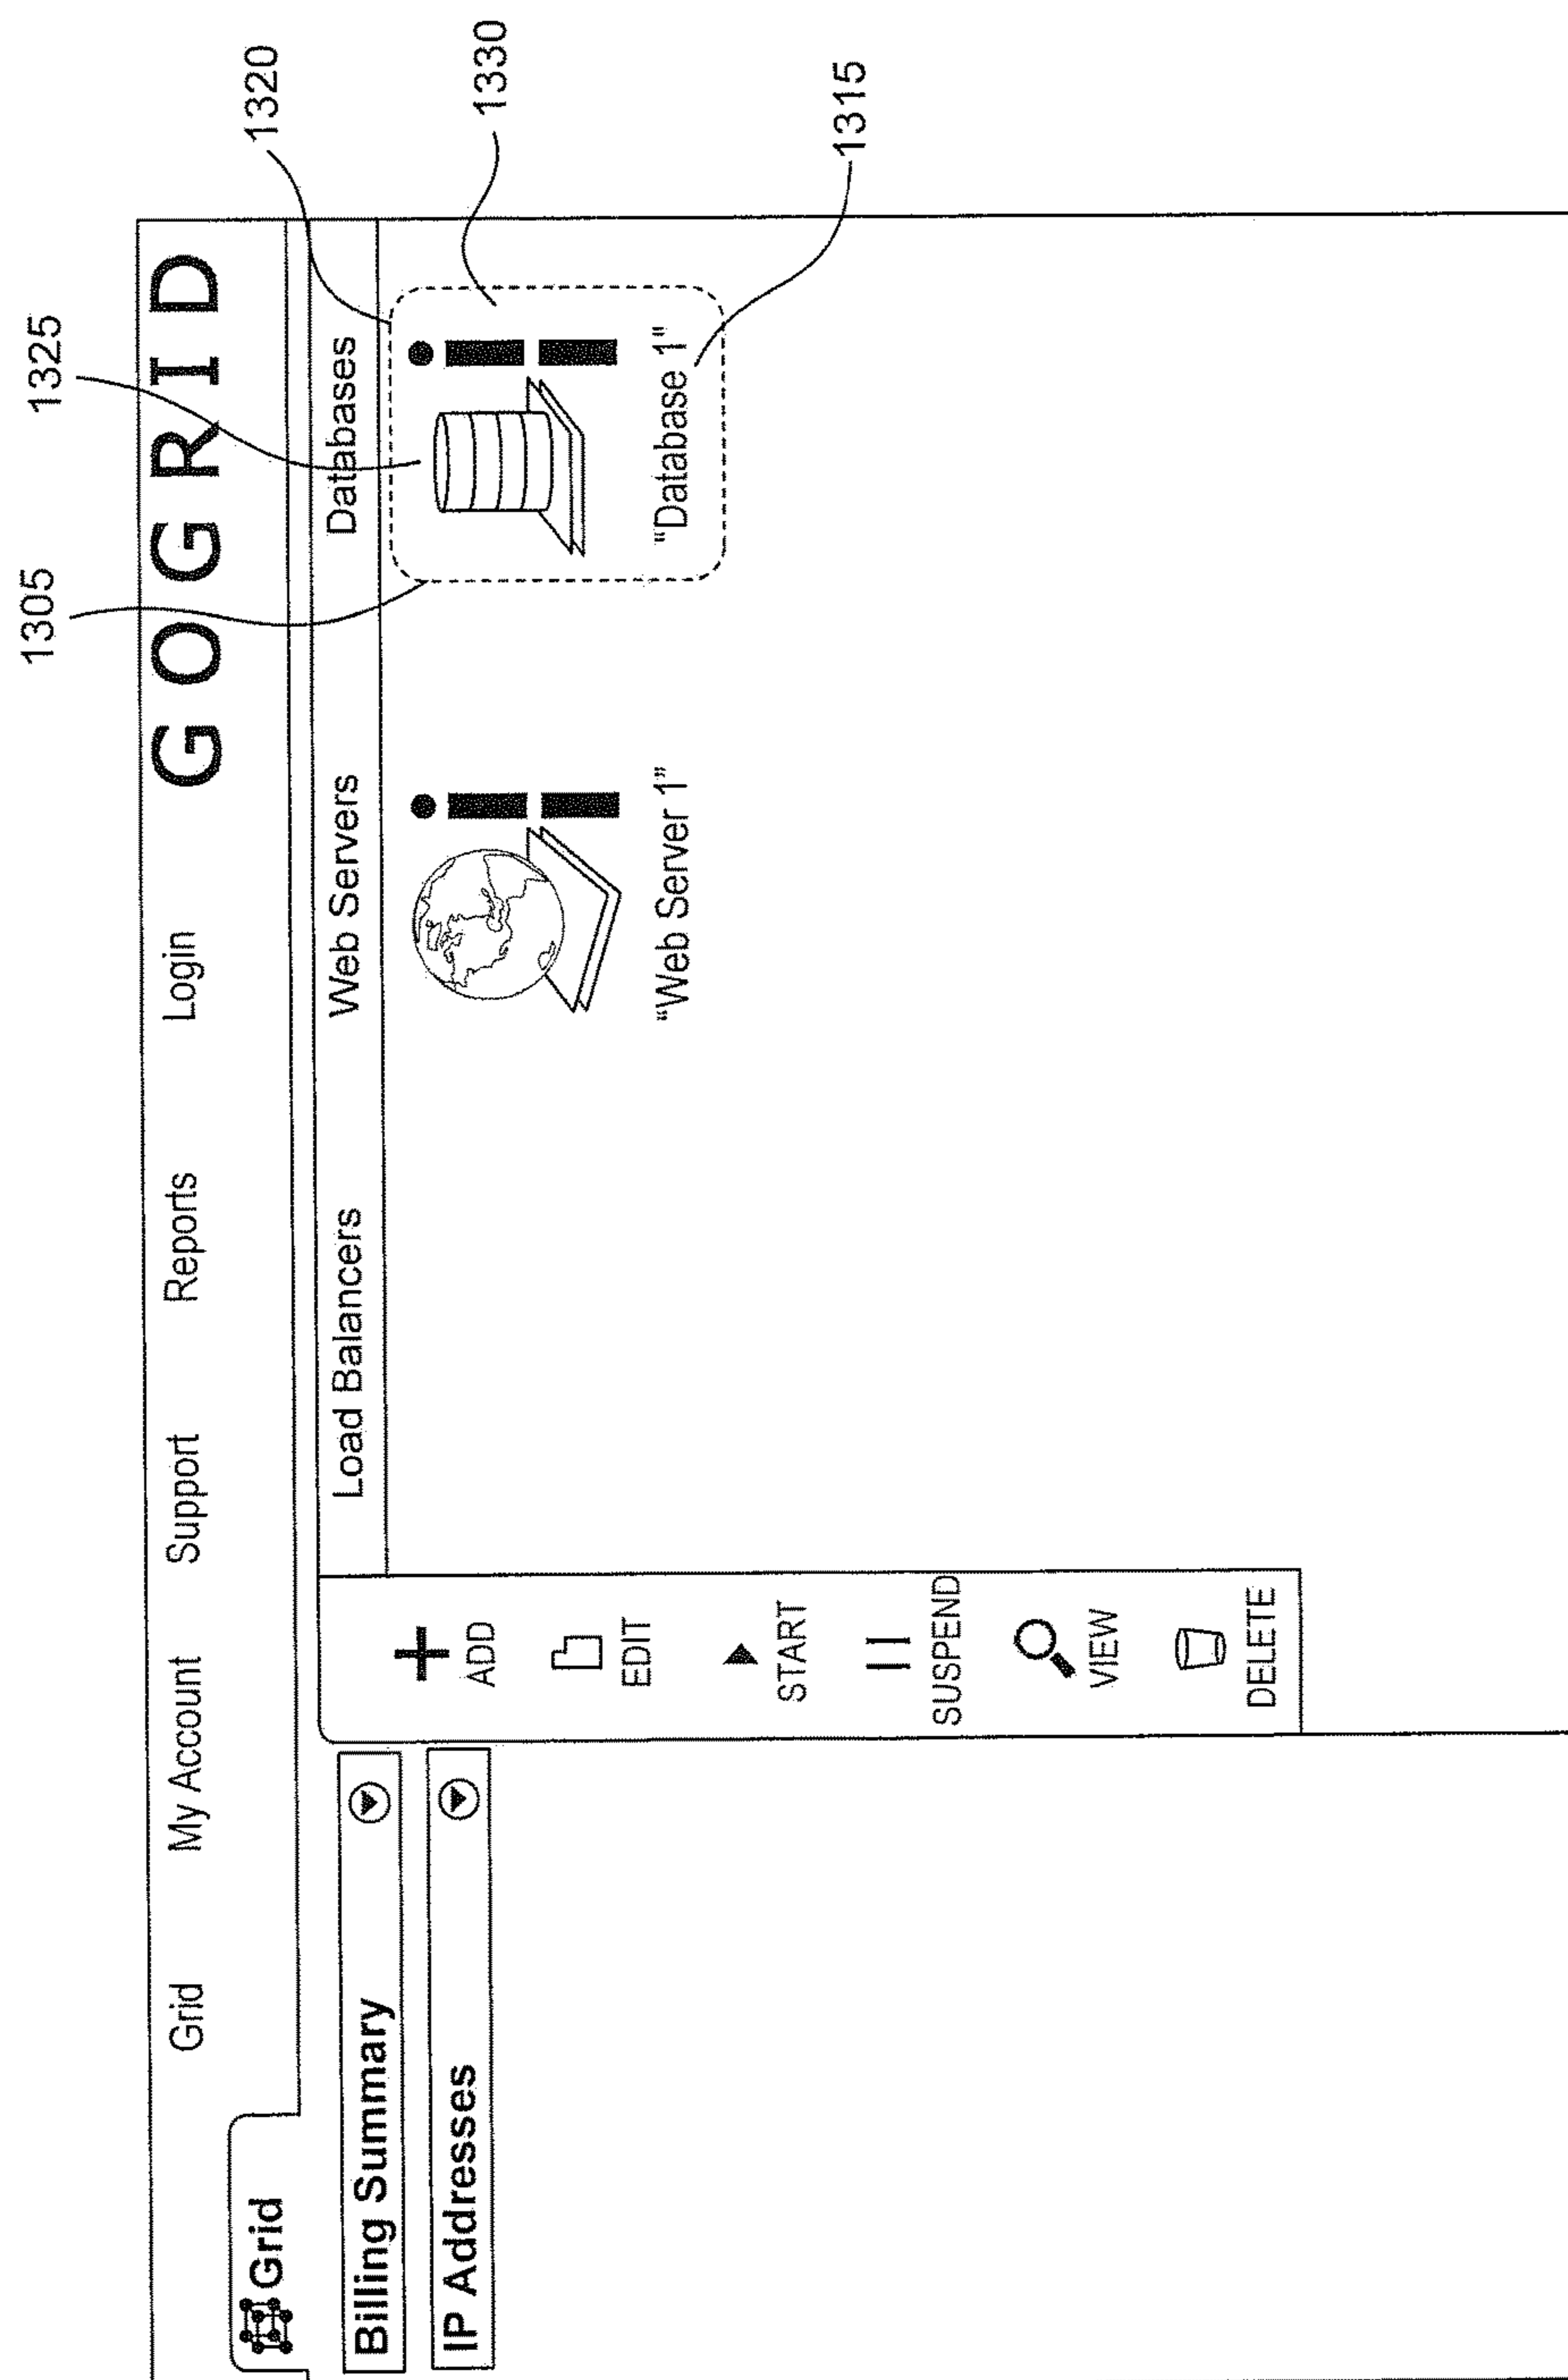 1305
1325
1320
1330
1315
Grid My Account Support Reports Login GOGRID
Grid
Billing Summary
IP Addresses
Load Balancers Web Servers Databases
ADD
EDIT
START
SUSPEND
VIEW
DELETE
“Web Server 1”
"Database 1"